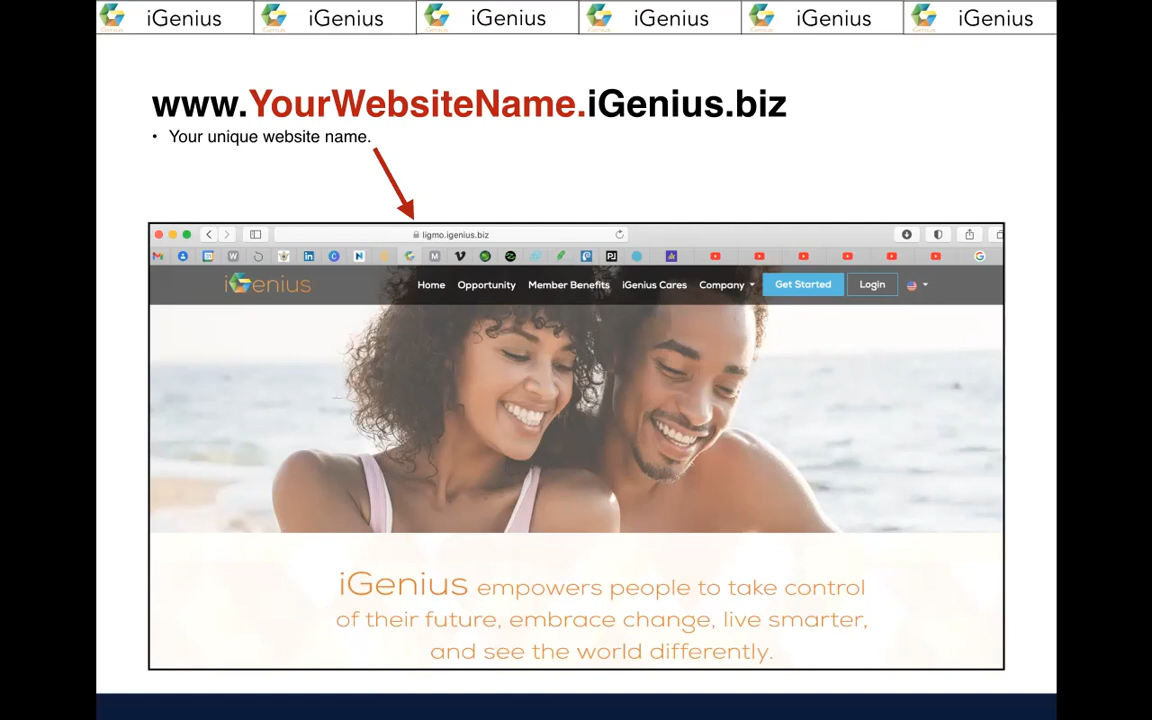 iGenius iGenius iGenius iGenius iGenius iGenius
www.YourWebsiteName.iGenius.biz
• Your unique website name.
ligmo.igenius.biz
iGenius Home Opportunity Member Benefits iGenius Cares Company Get Started Login
iGenius empowers people to take control
of their future, embrace change, live smarter,
and see the world differently.